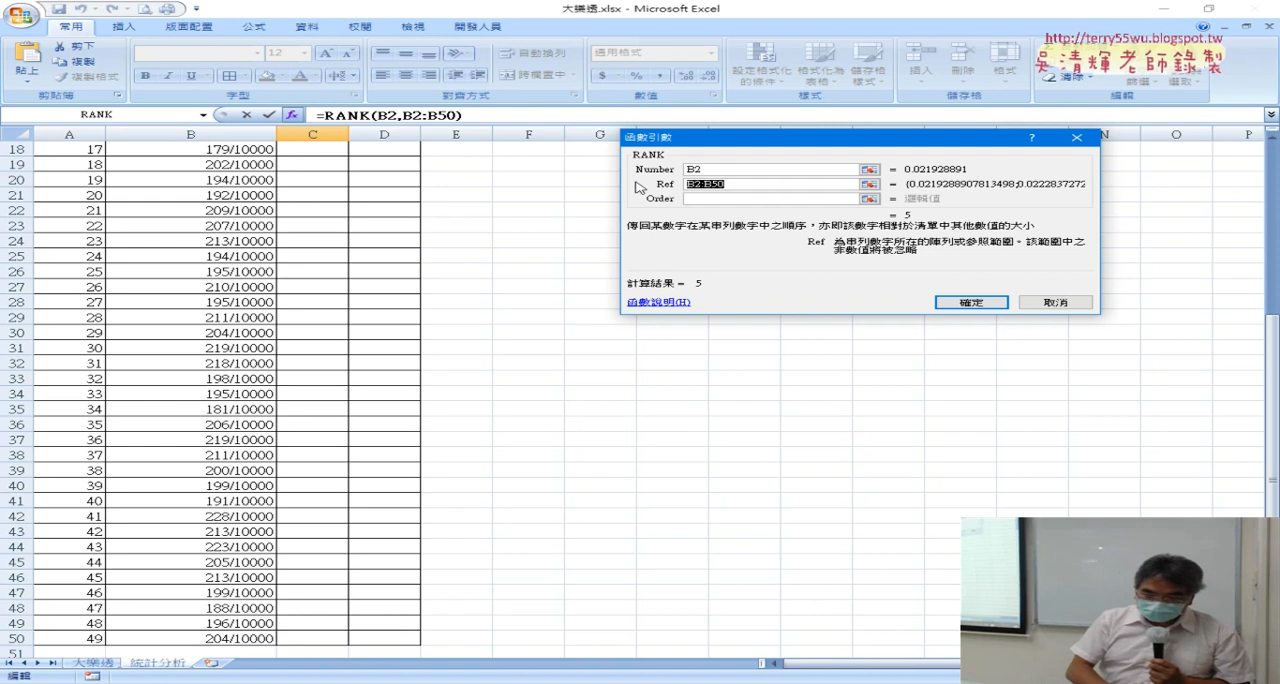 大樂透.xlsx - Microsoft Excel
常用 插入 版面配置 公式 資料 校閱 檢視 開發人員
http://terry55wu.blogspot.tw
吳清輝老師錄製
貼上 剪下 複製 複製格式 12 自動換列 跨欄置中 通用格式 設定格式化的條件 格式化為表格 儲存格樣式 插入 刪除 格式 清除 篩選 選取
剪貼簿 字型 對齊方式 數值 樣式 儲存格 編輯
RANK =RANK(B2,B2:B50)
A B C D E F G N O P
函數引數
RANK
Number B2 = 0.021928891
Ref B2:B50 = {0.0219288907813498;0.0222837272
Order = 邏輯值
= 5
傳回某數字在某串列數字中之順序，亦即該數字相對於清單中其他數值的大小
Ref 為串列數字所在的陣列或參照範圍。該範圍中之
非數值將被忽略
計算結果 = 5
函數說明(H) 確定 取消
18 17 179/10000
19 18 202/10000
20 19 194/10000
21 20 192/10000
22 21 209/10000
23 22 207/10000
24 23 213/10000
25 24 194/10000
26 25 195/10000
27 26 210/10000
28 27 195/10000
29 28 211/10000
30 29 204/10000
31 30 219/10000
32 31 218/10000
33 32 198/10000
34 33 195/10000
35 34 181/10000
36 35 206/10000
37 36 219/10000
38 37 211/10000
39 38 200/10000
40 39 199/10000
41 40 191/10000
42 41 228/10000
43 42 213/10000
44 43 223/10000
45 44 205/10000
46 45 213/10000
47 46 199/10000
48 47 188/10000
49 48 196/10000
50 49 204/10000
51
大樂透 統計分析
編輯